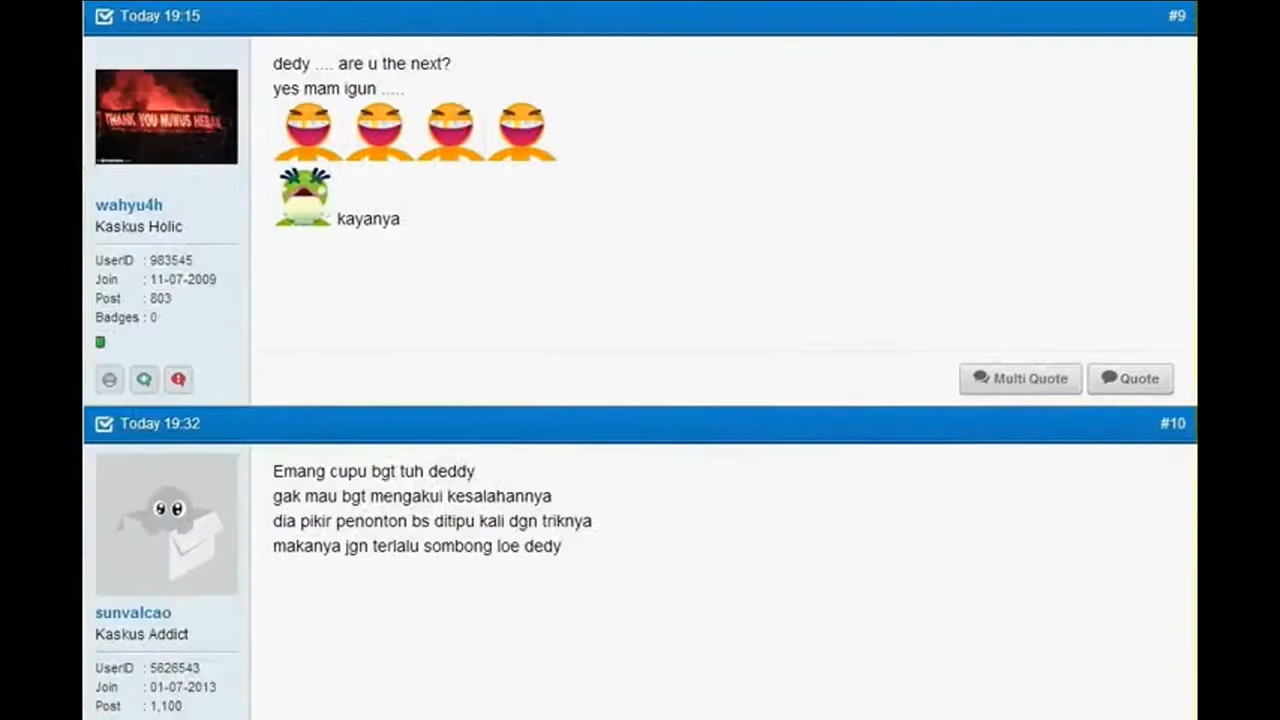 Today 19:15
#9
THANK YOU
wahyu4h
Kaskus Holic
UserID : 983545
Join : 11-07-2009
Post : 803
Badges : 0
dedy .... are u the next?
yes mam igun .....
kayanya
Multi Quote
Quote
Today 19:32
#10
sunvalcao
Kaskus Addict
UserID : 5626543
Join : 01-07-2013
Post : 1,100
Emang cupu bgt tuh deddy
gak mau bgt mengakui kesalahannya
dia pikir penonton bs ditipu kali dgn triknya
makanya jgn terlalu sombong loe dedy